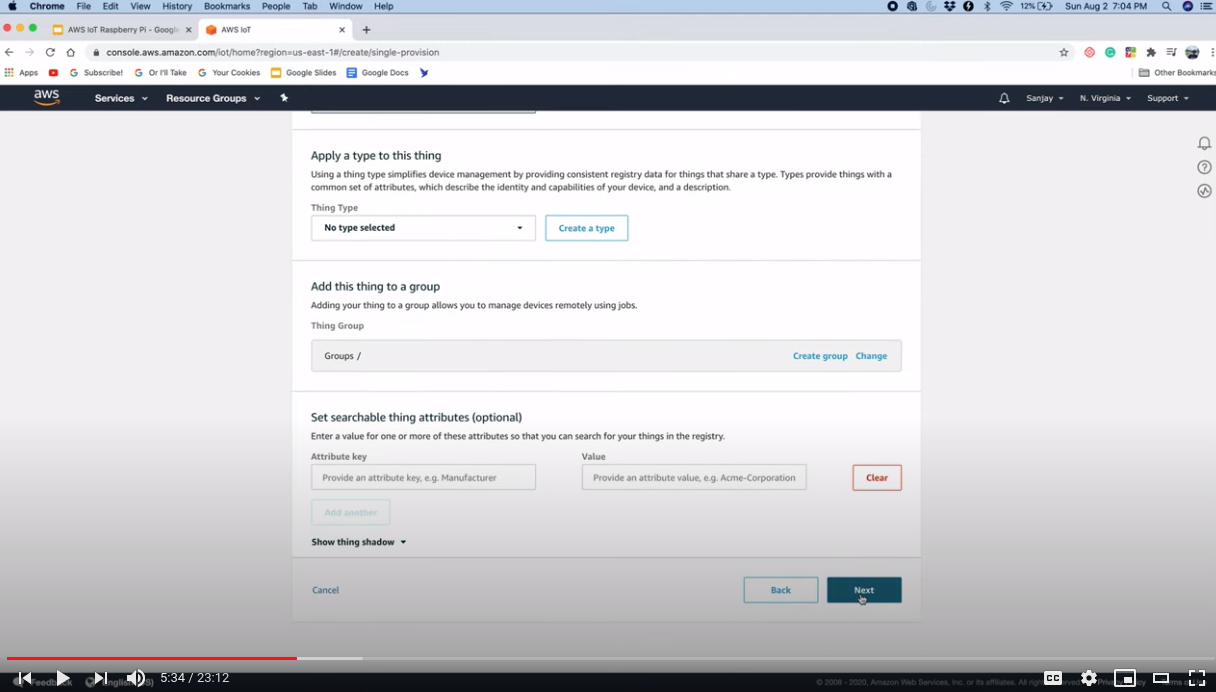 Chrome File Edit View History Bookmarks People Tab Window Help 12% Sun Aug 2 7:04 PM
AWS IoT Raspberry Pi - Google AWS IoT
console.aws.amazon.com/iot/home?region=us-east-1#/create/single-provision
Apps Subscribe! Or I'll Take Your Cookies Google Slides Google Docs Other Bookmarks
aws Services Resource Groups Sanjay N. Virginia Support
Apply a type to this thing
Using a thing type simplifies device management by providing consistent registry data for things that share a type. Types provide things with a
common set of attributes, which describe the identity and capabilities of your device, and a description.
Thing Type
No type selected Create a type
Add this thing to a group
Adding your thing to a group allows you to manage devices remotely using jobs.
Thing Group
Groups / Create group Change
Set searchable thing attributes (optional)
Enter a value for one or more of these attributes so that you can search for your things in the registry.
Attribute key Value
Provide an attribute key, e.g. Manufacturer Provide an attribute value, e.g. Acme-Corporation Clear
Add another
Show thing shadow
Cancel Back Next
5:34 / 23:12 CC
Feedback English (US) © 2008 - 2020, Amazon Web Services, Inc. or its affiliates. All rights